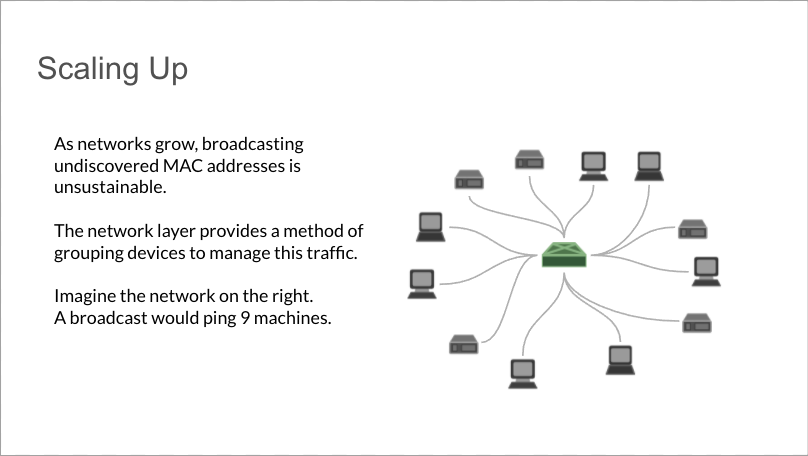 Scaling Up
As networks grow, broadcasting
undiscovered MAC addresses is
unsustainable.
The network layer provides a method of
grouping devices to manage this traffic.
Imagine the network on the right.
A broadcast would ping 9 machines.